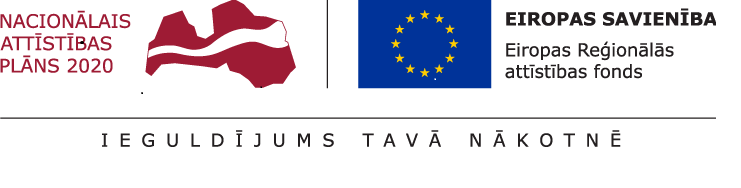 NACIONĀLAIS
ATTĪSTĪBAS
PLĀNS 2020
EIROPAS SAVIENĪBA
Eiropas Reģionālās
attīstības fonds
IEGULDĪJUMS TAVĀ NĀKOTNĒ